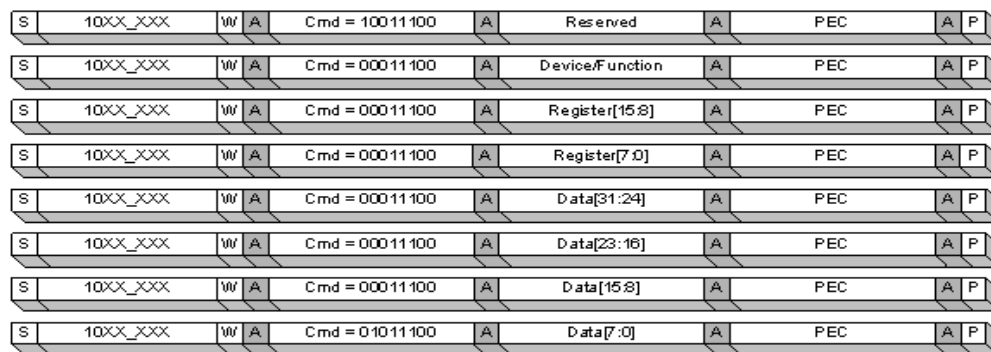 S 10XX_XXX W A Cmd = 10011100 A Reserved A PEC A P
S 10XX_XXX W A Cmd = 00011100 A Device/Function A PEC A P
S 10XX_XXX W A Cmd = 00011100 A Register[15:8] A PEC A P
S 10XX_XXX W A Cmd = 00011100 A Register[7:0] A PEC A P
S 10XX_XXX W A Cmd = 00011100 A Data[31:24] A PEC A P
S 10XX_XXX W A Cmd = 00011100 A Data[23:16] A PEC A P
S 10XX_XXX W A Cmd = 00011100 A Data[15:8] A PEC A P
S 10XX_XXX W A Cmd = 01011100 A Data[7:0] A PEC A P